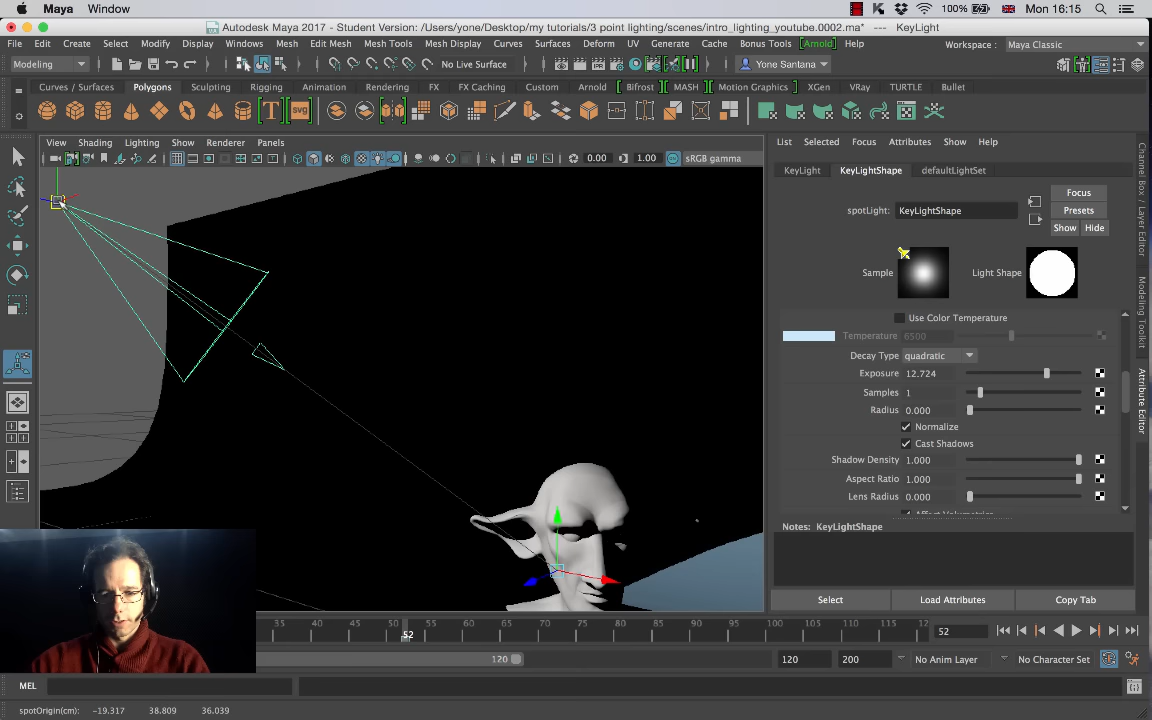 Maya Window 100% Mon 16:15
Autodesk Maya 2017 - Student Version: /Users/yone/Desktop/my tutorials/3 point lighting/scenes/intro_lighting_youtube.0002.ma* --- KeyLight
File Edit Create Select Modify Display Windows Mesh Edit Mesh Mesh Tools Mesh Display Curves Surfaces Deform UV Generate Cache Bonus Tools Arnold Help Workspace : Maya Classic
Modeling No Live Surface Yone Santana
Curves / Surfaces Polygons Sculpting Rigging Animation Rendering FX FX Caching Custom Arnold Bifrost MASH Motion Graphics XGen VRay TURTLE Bullet
T svg
View Shading Lighting Show Renderer Panels
0.00 1.00 sRGB gamma
List Selected Focus Attributes Show Help
KeyLight KeyLightShape defaultLightSet
Focus
spotLight: KeyLightShape Presets
Show Hide
Sample Light Shape
Use Color Temperature
Temperature 6500
Decay Type quadratic
Exposure 12.724
Samples 1
Radius 0.000
Normalize
Cast Shadows
Shadow Density 1.000
Aspect Ratio 1.000
Lens Radius 0.000
Affect Volumetrics
Notes: KeyLightShape
Select Load Attributes Copy Tab
Channel Box / Layer Editor
Modeling Toolkit
Attribute Editor
35 40 45 50 55 60 65 70 75 80 85 90 95 100 105 110 115 120
52 52
120 120 200 No Anim Layer No Character Set
MEL
spotOrigin(cm): -19.317 38.809 36.039